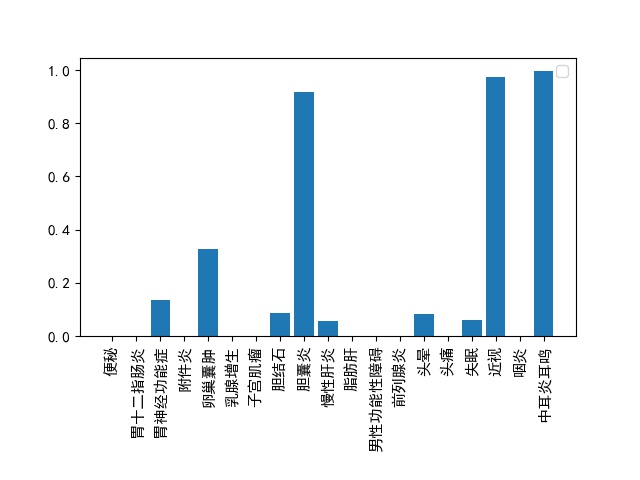 1.0
0.8
0.6
0.4
0.2
0.0
便秘
胃十二指肠炎
胃神经功能症
附件炎
卵巢囊肿
乳腺增生
子宫肌瘤
胆结石
胆囊炎
慢性肝炎
脂肪肝
男性功能性障碍
前列腺炎
头晕
头痛
失眠
近视
咽炎
中耳炎耳鸣